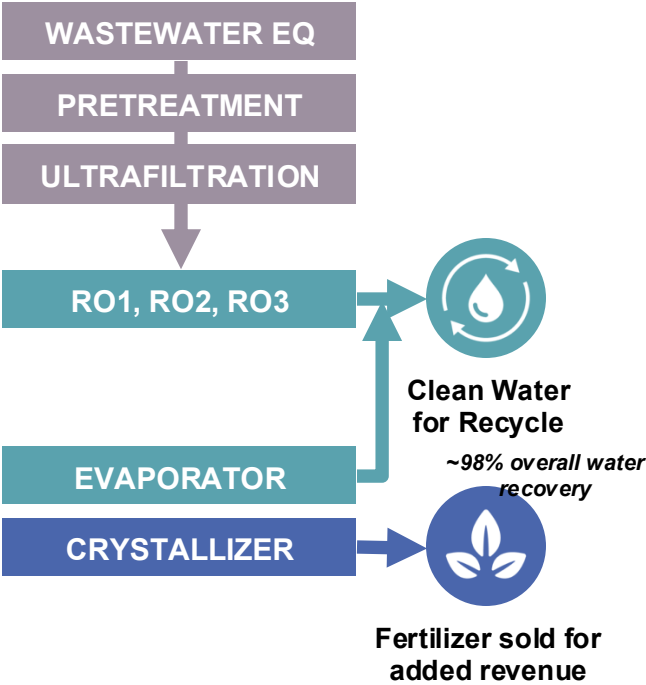 WASTEWATER EQ
PRETREATMENT
ULTRAFILTRATION
RO1, RO2, RO3
Clean Water
for Recycle
~98% overall water
recovery
EVAPORATOR
CRYSTALLIZER
Fertilizer sold for
added revenue